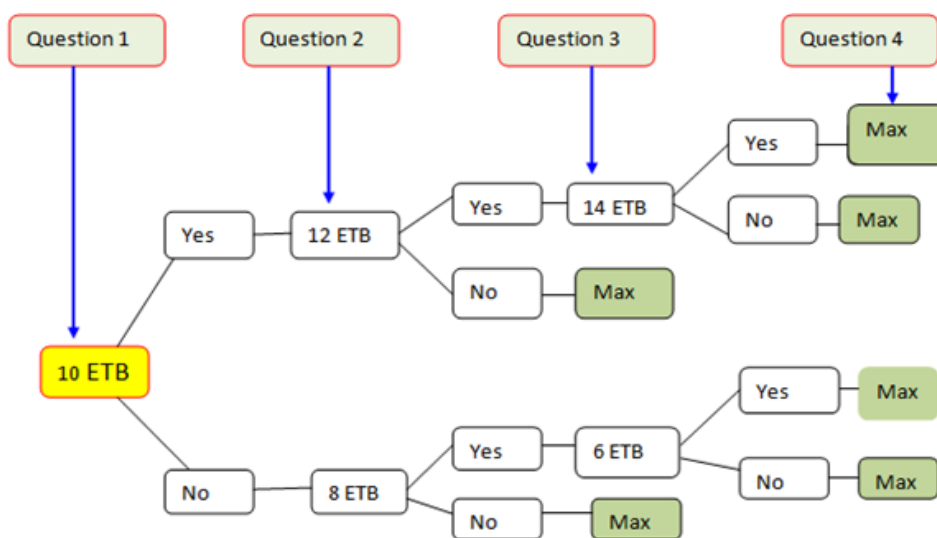 Question 1
Question 2
Question 3
Question 4
Max
Yes
Yes
14 ETB
No
Max
Yes
12 ETB
No
Max
10 ETB
Yes
Max
Yes
6 ETB
No
8 ETB
No
Max
No
Max